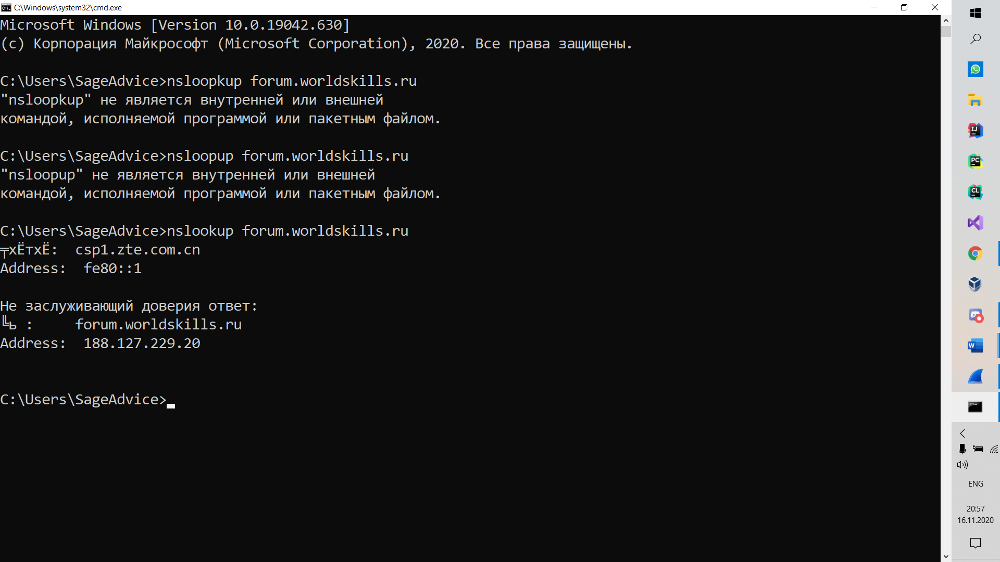 C:\Windows\system32\cmd.exe
Microsoft Windows [Version 10.0.19042.630]
(c) Корпорация Майкрософт (Microsoft Corporation), 2020. Все права защищены.
C:\Users\SageAdvice>nsloopkup forum.worldskills.ru
"nsloopkup" не является внутренней или внешней
командой, исполняемой программой или пакетным файлом.
C:\Users\SageAdvice>nsloopup forum.worldskills.ru
"nsloopup" не является внутренней или внешней
командой, исполняемой программой или пакетным файлом.
C:\Users\SageAdvice>nslookup forum.worldskills.ru
╤хЁтхЁ:  csp1.zte.com.cn
Address:  fe80::1
Не заслуживающий доверия ответ:
╚ь :     forum.worldskills.ru
Address:  188.127.229.20
C:\Users\SageAdvice>
IJ
PC
CL
W
ENG
20:57
16.11.2020